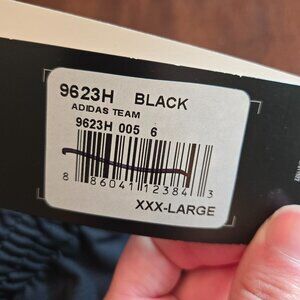 9623H BLACK
ADIDAS TEAM
9623H 005 6
8 86041 12384 3
XXX-LARGE